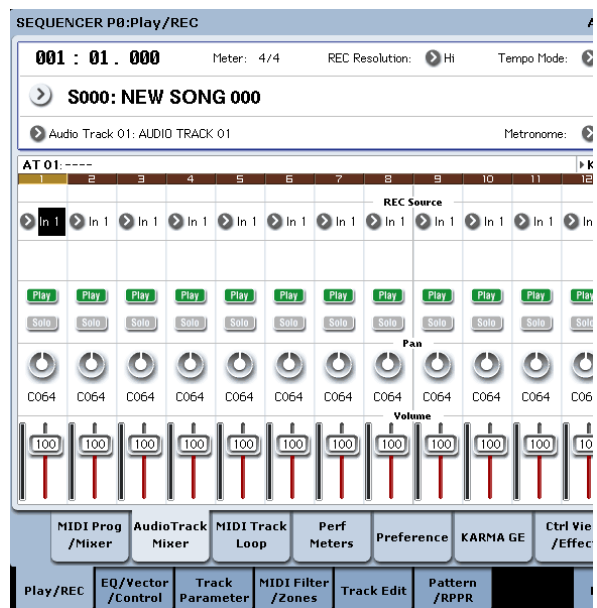 SEQUENCER P0:Play/REC
001 : 01 . 000 Meter: 4/4 REC Resolution: Hi Tempo Mode:
S000: NEW SONG 000
Audio Track 01: AUDIO TRACK 01 Metronome:
AT 01:----
1 2 3 4 5 6 7 8 9 10 11 12
REC Source
In 1 In 1 In 1 In 1 In 1 In 1 In 1 In 1 In 1 In 1 In 1 In
Play Play Play Play Play Play Play Play Play Play Play Play
Solo Solo Solo Solo Solo Solo Solo Solo Solo Solo Solo Solo
Pan
C064 C064 C064 C064 C064 C064 C064 C064 C064 C064 C064 C06
Volume
100 100 100 100 100 100 100 100 100 100 100 10
MIDI Prog /Mixer AudioTrack Mixer MIDI Track Loop Perf Meters Preference KARMA GE Ctrl Vie /Effec
Play/REC EQ/Vector /Control Track Parameter MIDI Filter /Zones Track Edit Pattern /RPPR